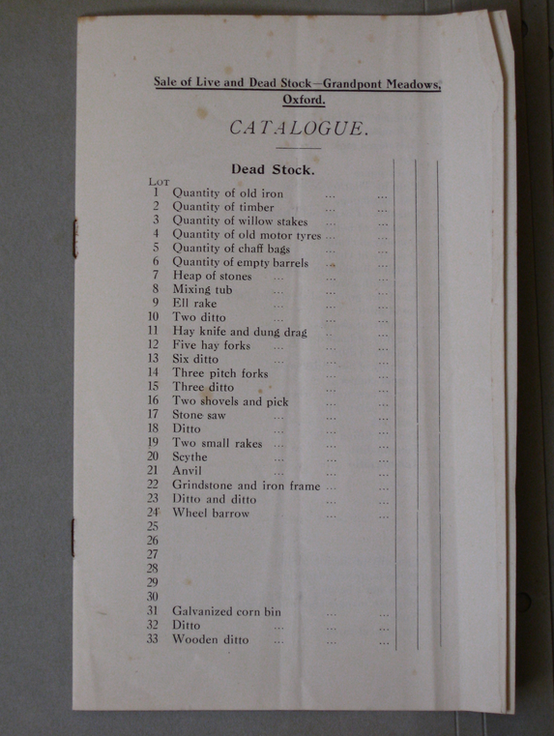 Sale of Live and Dead Stock—Grandpont Meadows,
Oxford.
CATALOGUE.
Dead Stock.
LOT
1 Quantity of old iron ... ...
2 Quantity of timber ... ...
3 Quantity of willow stakes ... ...
4 Quantity of old motor tyres ... ...
5 Quantity of chaff bags ... ...
6 Quantity of empty barrels ... ...
7 Heap of stones ... ... ...
8 Mixing tub ... ... ...
9 Ell rake ... ... ...
10 Two ditto ... ... ...
11 Hay knife and dung drag ... ...
12 Five hay forks ... ... ...
13 Six ditto ... ... ...
14 Three pitch forks ... ...
15 Three ditto ... ... ...
16 Two shovels and pick ... ...
17 Stone saw ... ... ...
18 Ditto ... ... ...
19 Two small rakes ... ... ...
20 Scythe ... ... ...
21 Anvil ... ... ...
22 Grindstone and iron frame ... ...
23 Ditto and ditto ... ...
24 Wheel barrow ... ... ...
25
26
27
28
29
30
31 Galvanized corn bin ... ...
32 Ditto ... ... ...
33 Wooden ditto ... ... ...